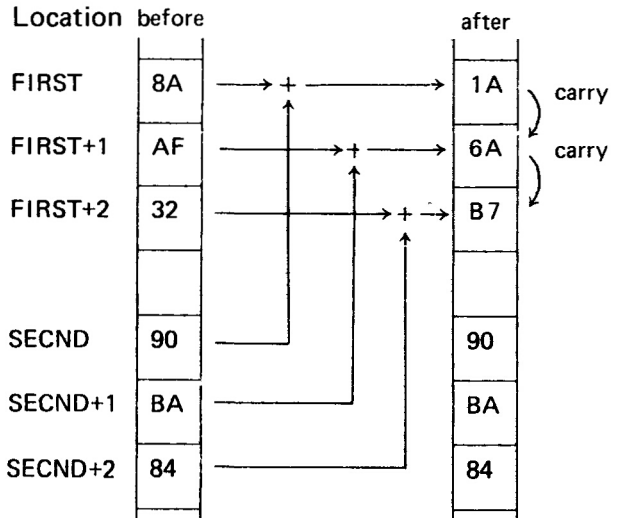 Location before after
FIRST 8A + 1A carry
FIRST+1 AF + 6A carry
FIRST+2 32 + B7
SECND 90 90
SECND+1 BA BA
SECND+2 84 84